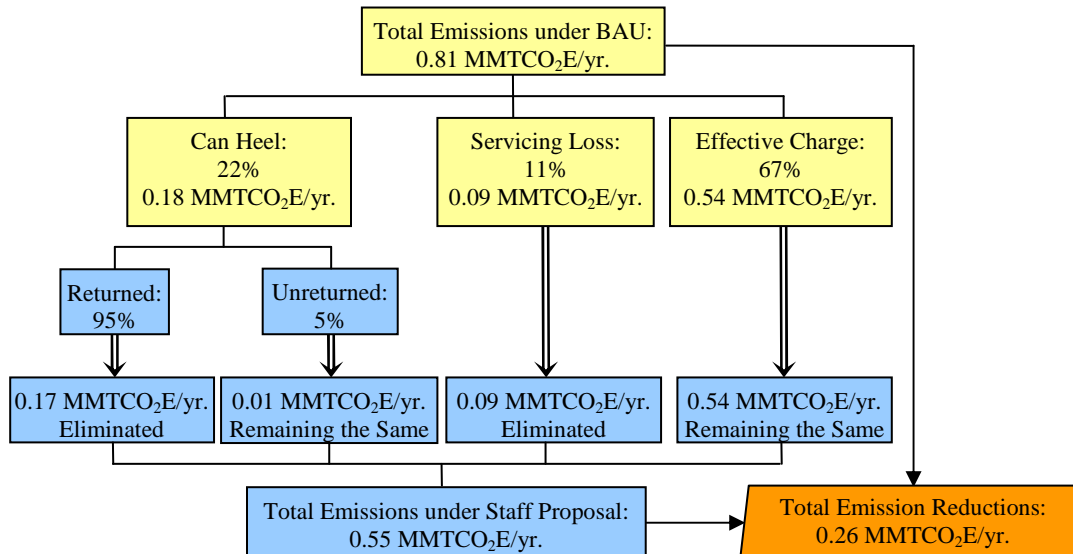 Total Emissions under BAU:
0.81 MMTCO₂E/yr.
Can Heel:
22%
0.18 MMTCO₂E/yr.
Servicing Loss:
11%
0.09 MMTCO₂E/yr.
Effective Charge:
67%
0.54 MMTCO₂E/yr.
Returned:
95%
Unreturned:
5%
0.17 MMTCO₂E/yr.
Eliminated
0.01 MMTCO₂E/yr.
Remaining the Same
0.09 MMTCO₂E/yr.
Eliminated
0.54 MMTCO₂E/yr.
Remaining the Same
Total Emissions under Staff Proposal:
0.55 MMTCO₂E/yr.
Total Emission Reductions:
0.26 MMTCO₂E/yr.